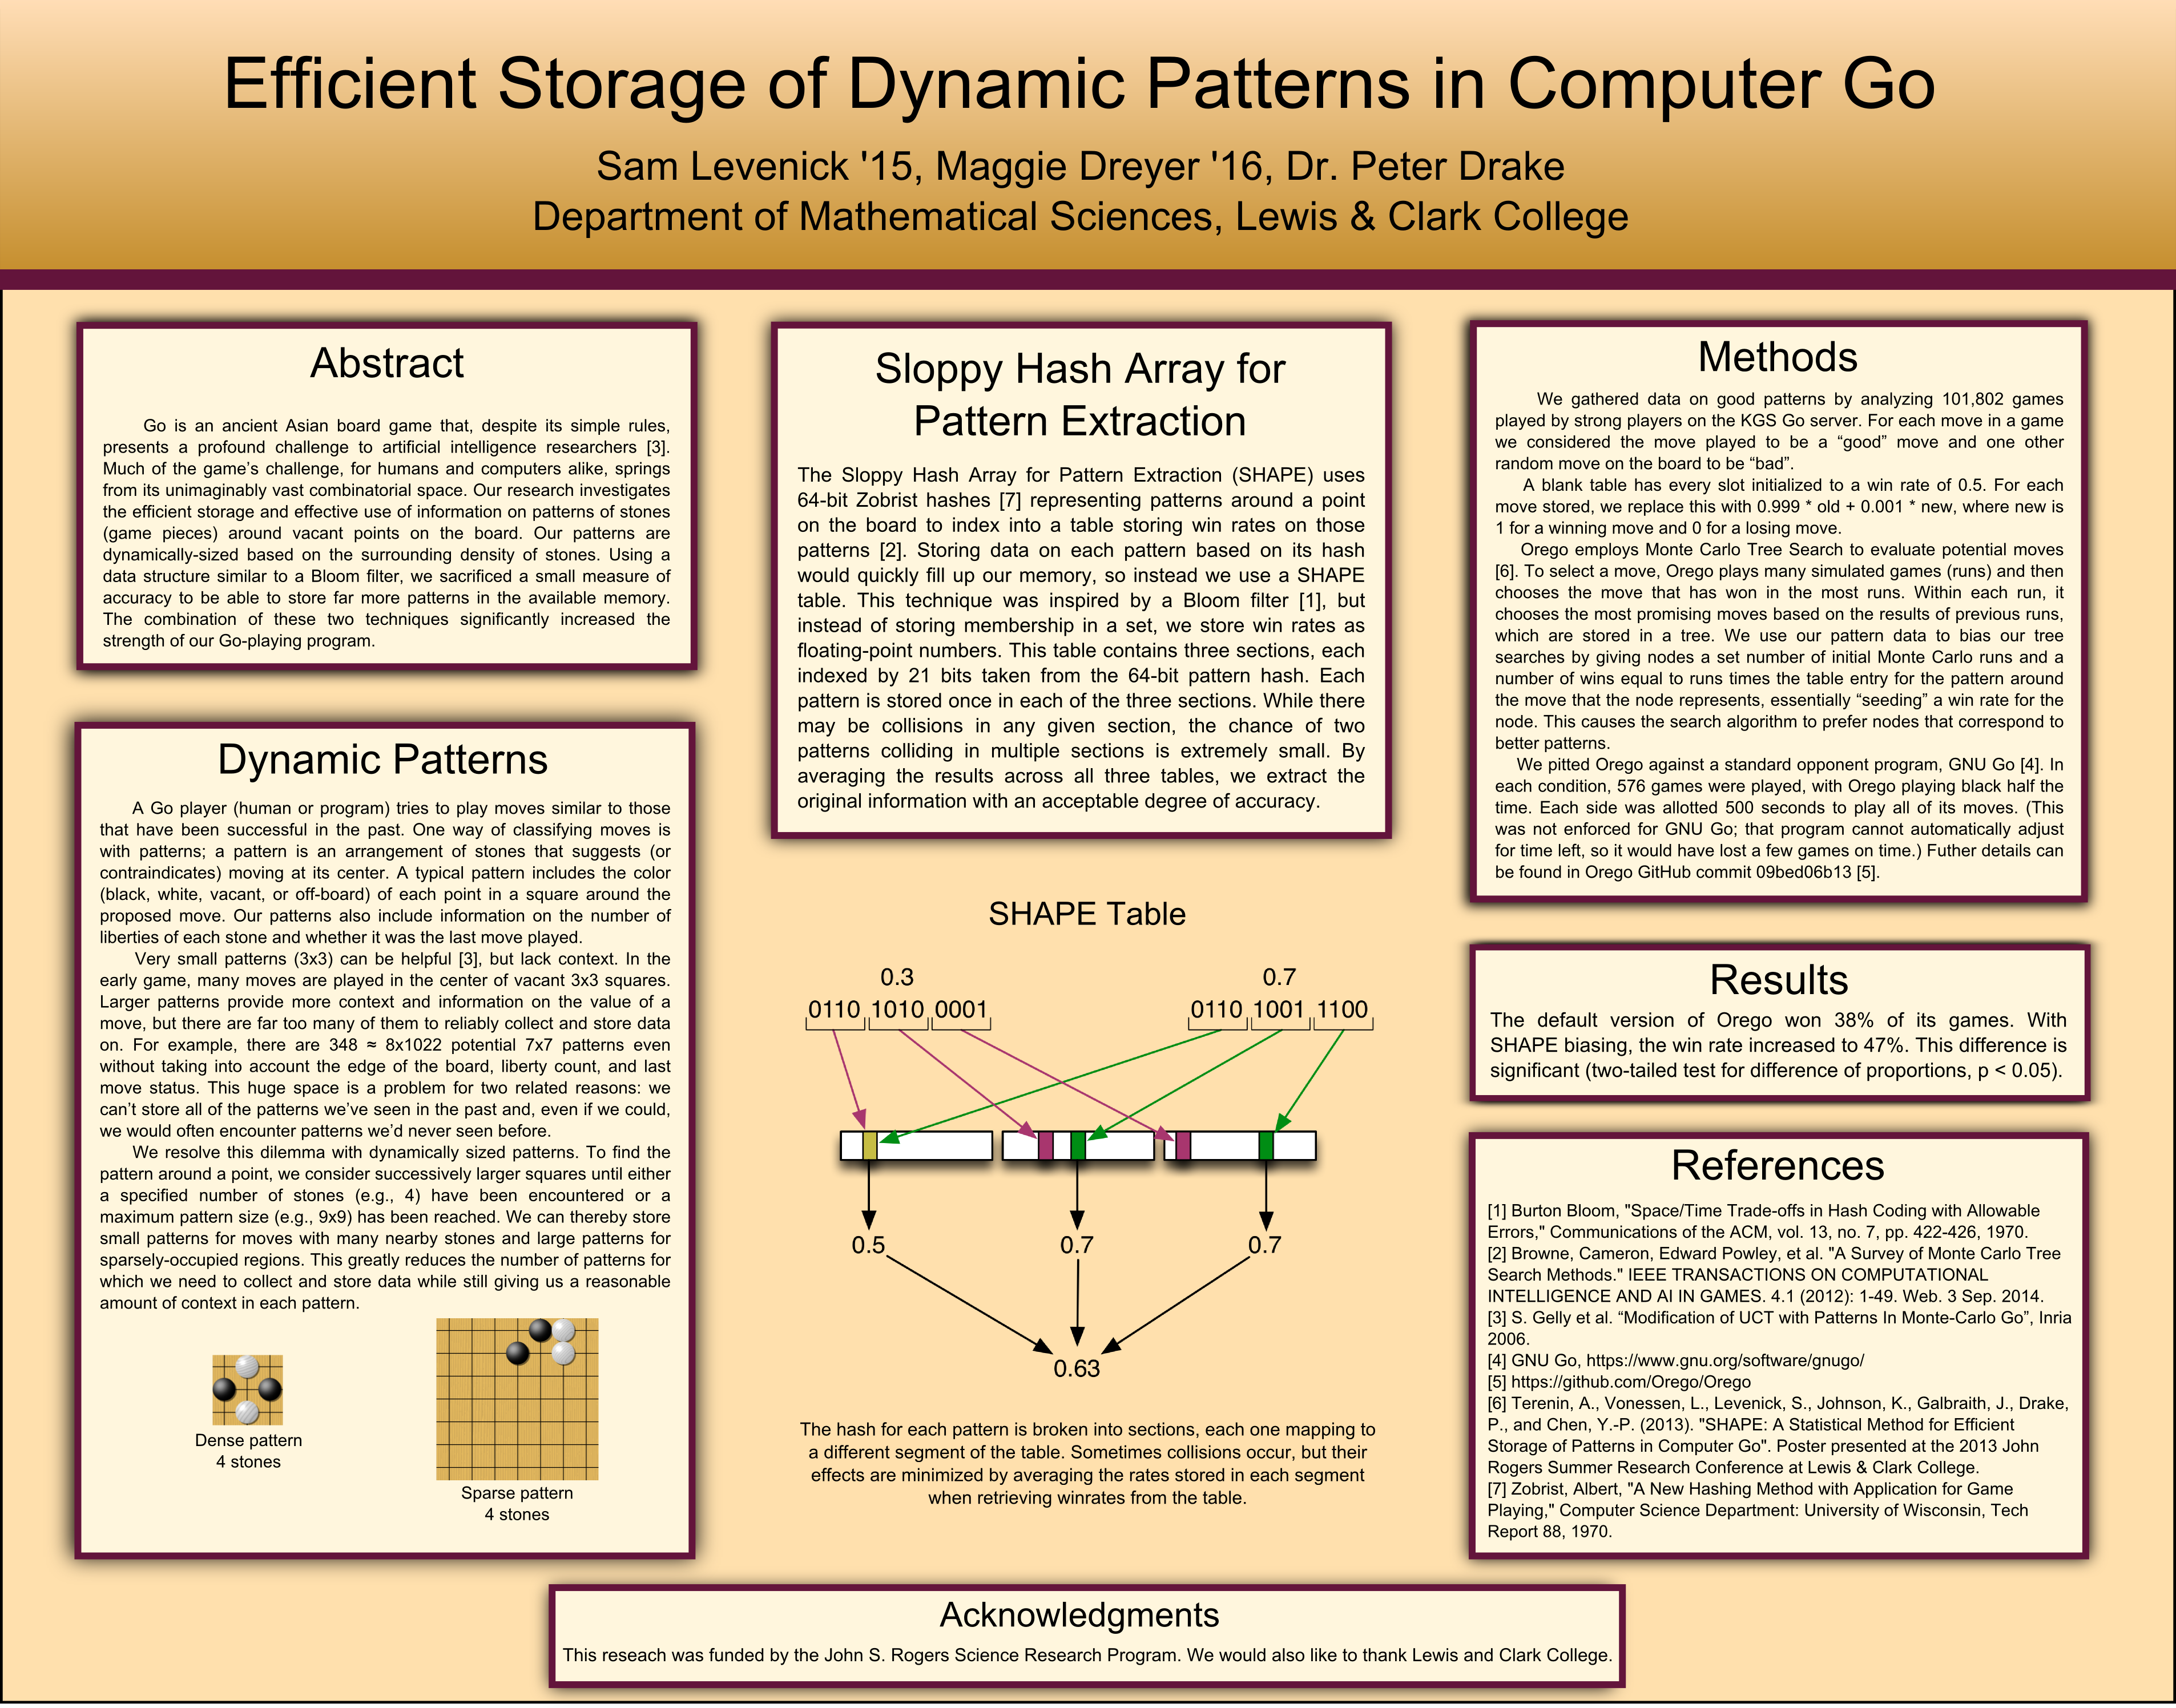 Efficient Storage of Dynamic Patterns in Computer Go
Sam Levenick '15, Maggie Dreyer '16, Dr. Peter Drake
Department of Mathematical Sciences, Lewis & Clark College
Abstract
Go is an ancient Asian board game that, despite its simple rules,
presents a profound challenge to artificial intelligence researchers [3].
Much of the game's challenge, for humans and computers alike, springs
from its unimaginably vast combinatorial space. Our research investigates
the efficient storage and effective use of information on patterns of stones
(game pieces) around vacant points on the board. Our patterns are
dynamically-sized based on the surrounding density of stones. Using a
data structure similar to a Bloom filter, we sacrificed a small measure of
accuracy to be able to store far more patterns in the available memory.
The combination of these two techniques significantly increased the
strength of our Go-playing program.
Dynamic Patterns
A Go player (human or program) tries to play moves similar to those
that have been successful in the past. One way of classifying moves is
with patterns; a pattern is an arrangement of stones that suggests (or
contraindicates) moving at its center. A typical pattern includes the color
(black, white, vacant, or off-board) of each point in a square around the
proposed move. Our patterns also include information on the number of
liberties of each stone and whether it was the last move played.
Very small patterns (3x3) can be helpful [3], but lack context. In the
early game, many moves are played in the center of vacant 3x3 squares.
Larger patterns provide more context and information on the value of a
move, but there are far too many of them to reliably collect and store data
on. For example, there are 348 ≈ 8x1022 potential 7x7 patterns even
without taking into account the edge of the board, liberty count, and last
move status. This huge space is a problem for two related reasons: we
can't store all of the patterns we've seen in the past and, even if we could,
we would often encounter patterns we'd never seen before.
We resolve this dilemma with dynamically sized patterns. To find the
pattern around a point, we consider successively larger squares until either
a specified number of stones (e.g., 4) have been encountered or a
maximum pattern size (e.g., 9x9) has been reached. We can thereby store
small patterns for moves with many nearby stones and large patterns for
sparsely-occupied regions. This greatly reduces the number of patterns for
which we need to collect and store data while still giving us a reasonable
amount of context in each pattern.
Dense pattern
4 stones
Sparse pattern
4 stones
Sloppy Hash Array for
Pattern Extraction
The Sloppy Hash Array for Pattern Extraction (SHAPE) uses
64-bit Zobrist hashes [7] representing patterns around a point
on the board to index into a table storing win rates on those
patterns [2]. Storing data on each pattern based on its hash
would quickly fill up our memory, so instead we use a SHAPE
table. This technique was inspired by a Bloom filter [1], but
instead of storing membership in a set, we store win rates as
floating-point numbers. This table contains three sections, each
indexed by 21 bits taken from the 64-bit pattern hash. Each
pattern is stored once in each of the three sections. While there
may be collisions in any given section, the chance of two
patterns colliding in multiple sections is extremely small. By
averaging the results across all three tables, we extract the
original information with an acceptable degree of accuracy.
SHAPE Table
0.3 0.7
0110 1010 0001 0110 1001 1100
0.5 0.7 0.7
0.63
The hash for each pattern is broken into sections, each one mapping to
a different segment of the table. Sometimes collisions occur, but their
effects are minimized by averaging the rates stored in each segment
when retrieving winrates from the table.
Methods
We gathered data on good patterns by analyzing 101,802 games
played by strong players on the KGS Go server. For each move in a game
we considered the move played to be a “good” move and one other
random move on the board to be “bad”.
A blank table has every slot initialized to a win rate of 0.5. For each
move stored, we replace this with 0.999 * old + 0.001 * new, where new is
1 for a winning move and 0 for a losing move.
Orego employs Monte Carlo Tree Search to evaluate potential moves
[6]. To select a move, Orego plays many simulated games (runs) and then
chooses the move that has won in the most runs. Within each run, it
chooses the most promising moves based on the results of previous runs,
which are stored in a tree. We use our pattern data to bias our tree
searches by giving nodes a set number of initial Monte Carlo runs and a
number of wins equal to runs times the table entry for the pattern around
the move that the node represents, essentially “seeding” a win rate for the
node. This causes the search algorithm to prefer nodes that correspond to
better patterns.
We pitted Orego against a standard opponent program, GNU Go [4]. In
each condition, 576 games were played, with Orego playing black half the
time. Each side was allotted 500 seconds to play all of its moves. (This
was not enforced for GNU Go; that program cannot automatically adjust
for time left, so it would have lost a few games on time.) Futher details can
be found in Orego GitHub commit 09bed06b13 [5].
Results
The default version of Orego won 38% of its games. With
SHAPE biasing, the win rate increased to 47%. This difference is
significant (two-tailed test for difference of proportions, p < 0.05).
References
[1] Burton Bloom, "Space/Time Trade-offs in Hash Coding with Allowable
Errors," Communications of the ACM, vol. 13, no. 7, pp. 422-426, 1970.
[2] Browne, Cameron, Edward Powley, et al. "A Survey of Monte Carlo Tree
Search Methods." IEEE TRANSACTIONS ON COMPUTATIONAL
INTELLIGENCE AND AI IN GAMES. 4.1 (2012): 1-49. Web. 3 Sep. 2014.
[3] S. Gelly et al. “Modification of UCT with Patterns In Monte-Carlo Go”, Inria
2006.
[4] GNU Go, https://www.gnu.org/software/gnugo/
[5] https://github.com/Orego/Orego
[6] Terenin, A., Vonessen, L., Levenick, S., Johnson, K., Galbraith, J., Drake,
P., and Chen, Y.-P. (2013). "SHAPE: A Statistical Method for Efficient
Storage of Patterns in Computer Go". Poster presented at the 2013 John
Rogers Summer Research Conference at Lewis & Clark College.
[7] Zobrist, Albert, "A New Hashing Method with Application for Game
Playing," Computer Science Department: University of Wisconsin, Tech
Report 88, 1970.
Acknowledgments
This reseach was funded by the John S. Rogers Science Research Program. We would also like to thank Lewis and Clark College.